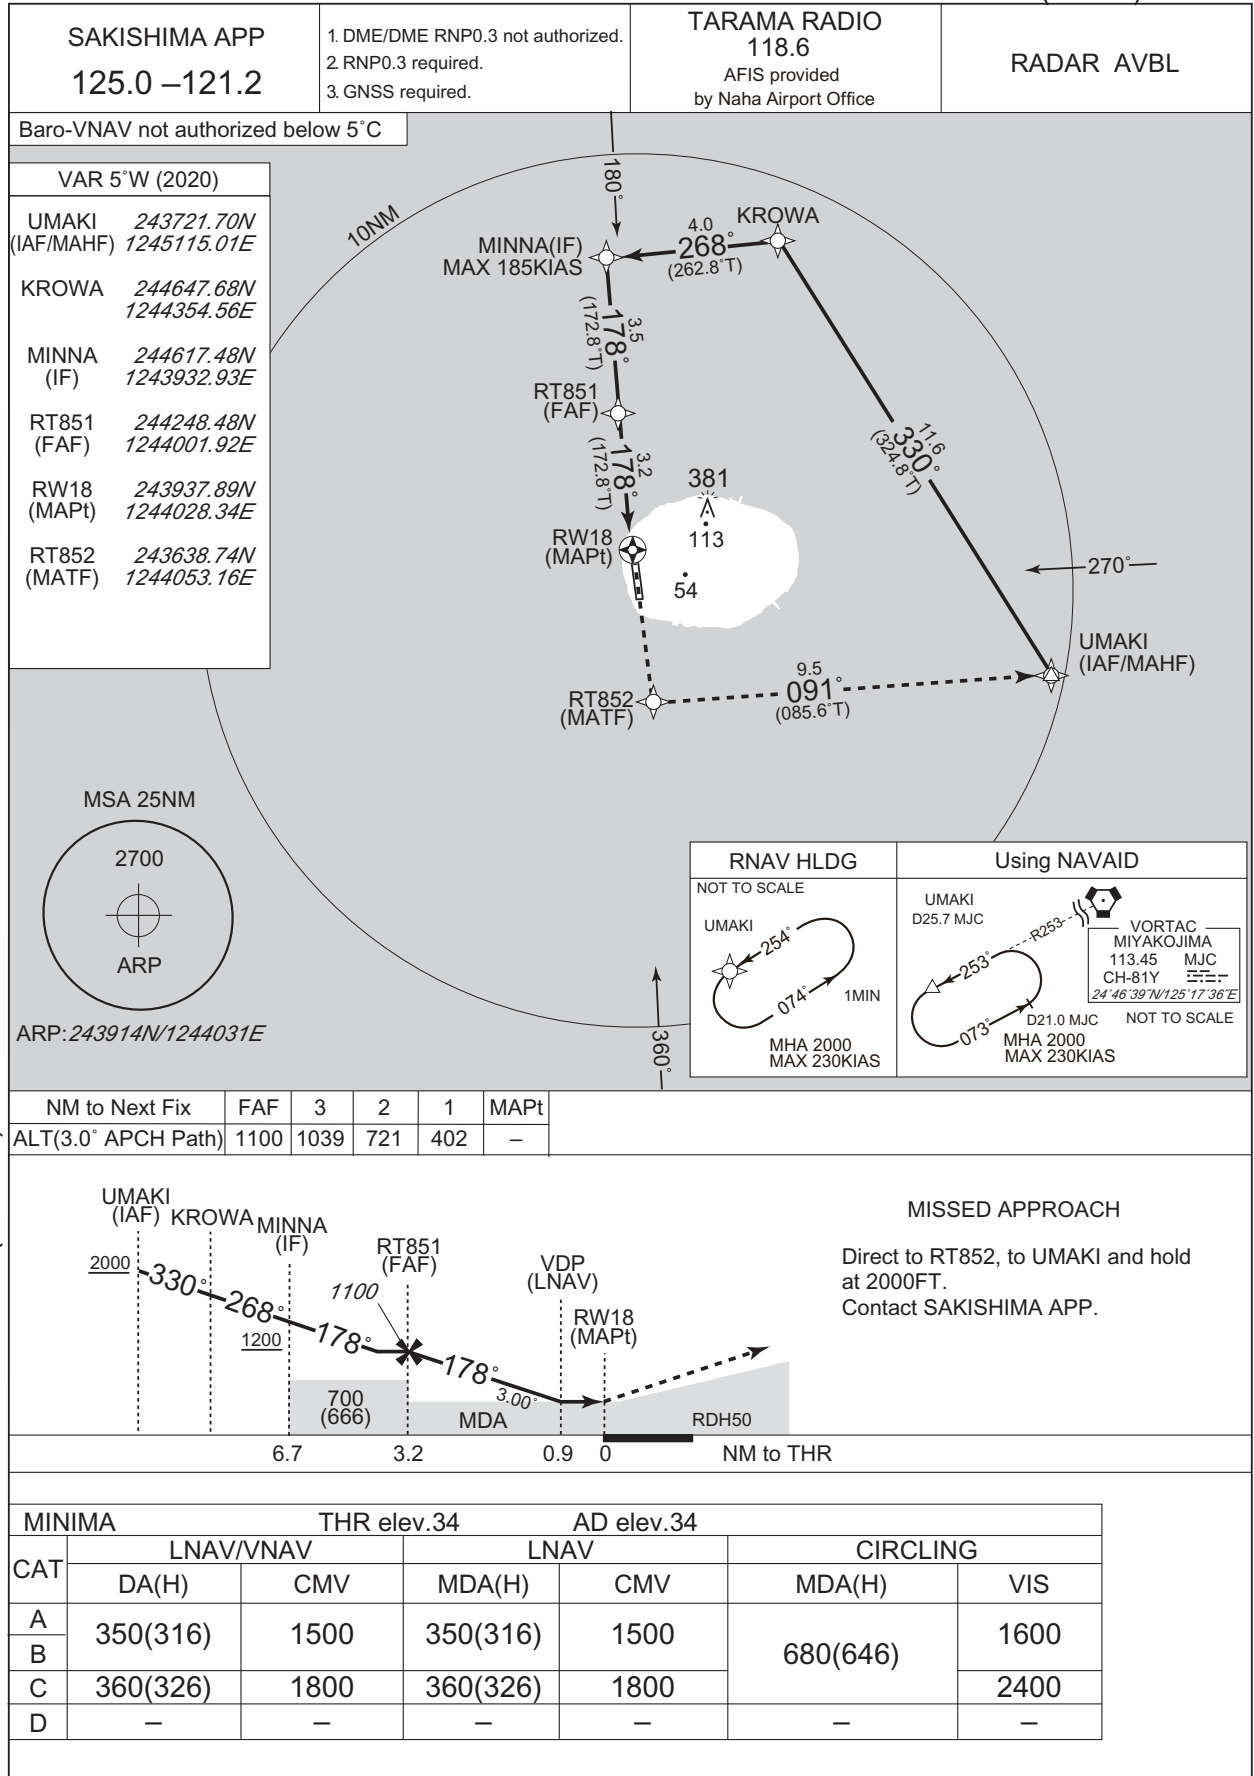 SAKISHIMA APP
125.0 –121.2
1. DME/DME RNP0.3 not authorized.
2. RNP0.3 required.
3. GNSS required.
TARAMA RADIO
118.6
AFIS provided
by Naha Airport Office
RADAR AVBL
Baro-VNAV not authorized below 5˚C
VAR 5˚W (2020)
UMAKI 243721.70N
(IAF/MAHF) 1245115.01E
KROWA 244647.68N
1244354.56E
MINNA 244617.48N
(IF) 1243932.93E
RT851 244248.48N
(FAF) 1244001.92E
RW18 243937.89N
(MAPt) 1244028.34E
RT852 243638.74N
(MATF) 1244053.16E
180˚
10NM
KROWA
4.0
268˚
(262.8˚T)
MINNA(IF)
MAX 185KIAS
3.5
178˚
(172.8˚T)
RT851
(FAF)
3.2
178˚
(172.8˚T)
11.6
330˚
(324.8˚T)
381
113
54
RW18
(MAPt)
270˚
UMAKI
(IAF/MAHF)
9.5
091˚
(085.6˚T)
RT852
(MATF)
MSA 25NM
2700
ARP
ARP:243914N/1244031E
360˚
RNAV HLDG
NOT TO SCALE
UMAKI
254˚
074˚
1MIN
MHA 2000
MAX 230KIAS
Using NAVAID
UMAKI
D25.7 MJC
R253
VORTAC
MIYAKOJIMA
113.45 MJC
CH-81Y
24˚46´39˝N/125˚17´36˝E
253˚
073˚
D21.0 MJC
NOT TO SCALE
MHA 2000
MAX 230KIAS
NM to Next Fix FAF 3 2 1 MAPt
ALT(3.0˚ APCH Path) 1100 1039 721 402 –
UMAKI
(IAF)
KROWA
MINNA
(IF)
RT851
(FAF)
VDP
(LNAV)
RW18
(MAPt)
2000
330˚
268˚
1200
178˚
1100
178˚
3.00˚
700
(666)
MDA
RDH50
6.7 3.2 0.9 0 NM to THR
MISSED APPROACH
Direct to RT852, to UMAKI and hold
at 2000FT.
Contact SAKISHIMA APP.
MINIMA THR elev.34 AD elev.34
CAT LNAV/VNAV LNAV CIRCLING
DA(H) CMV MDA(H) CMV MDA(H) VIS
A
B
350(316) 1500 350(316) 1500 680(646) 1600
C 360(326) 1800 360(326) 1800 2400
D – – – – – –